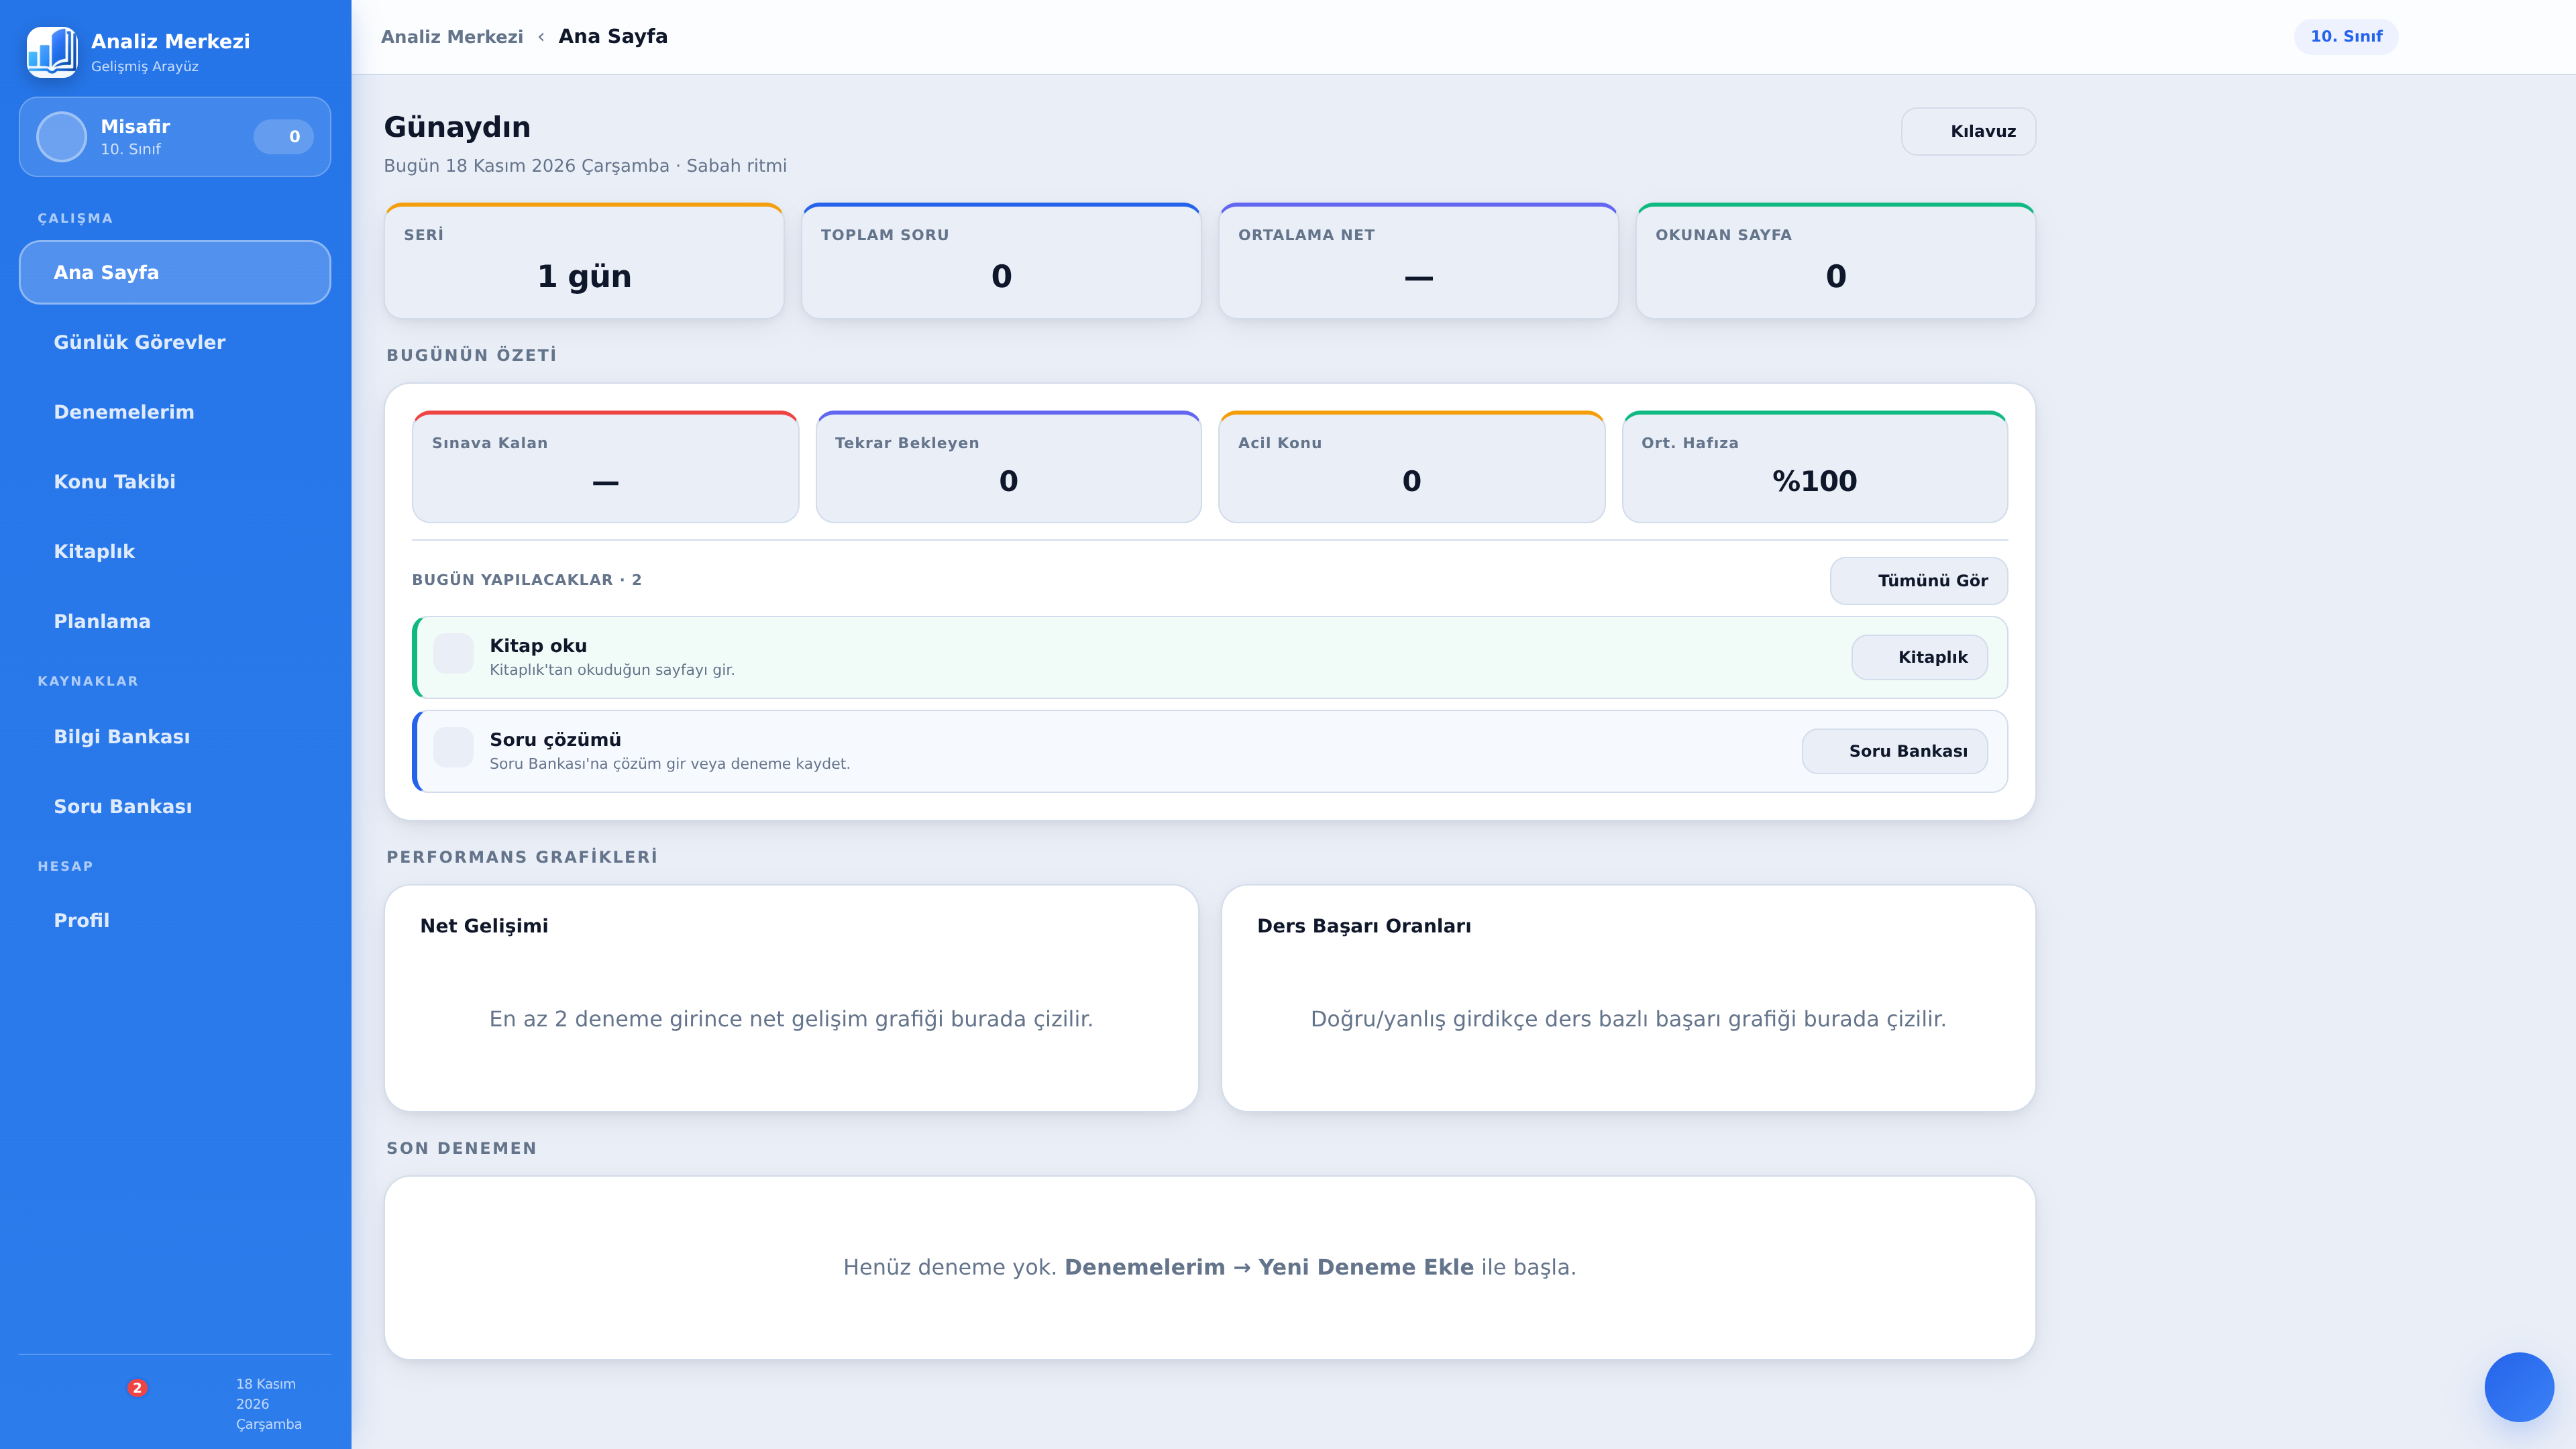 Analiz Merkezi
Gelişmiş Arayüz
Misafir
10. Sınıf
0
ÇALIŞMA
Ana Sayfa
Günlük Görevler
Denemelerim
Konu Takibi
Kitaplık
Planlama
KAYNAKLAR
Bilgi Bankası
Soru Bankası
HESAP
Profil
2
18 Kasım
2026
Çarşamba
Analiz Merkezi ‹ Ana Sayfa
10. Sınıf
Günaydın
Bugün 18 Kasım 2026 Çarşamba · Sabah ritmi
Kılavuz
SERİ
1 gün
TOPLAM SORU
0
ORTALAMA NET
—
OKUNAN SAYFA
0
BUGÜNÜN ÖZETİ
Sınava Kalan
—
Tekrar Bekleyen
0
Acil Konu
0
Ort. Hafıza
%100
BUGÜN YAPILACAKLAR · 2
Tümünü Gör
Kitap oku
Kitaplık'tan okuduğun sayfayı gir.
Kitaplık
Soru çözümü
Soru Bankası'na çözüm gir veya deneme kaydet.
Soru Bankası
PERFORMANS GRAFİKLERİ
Net Gelişimi
En az 2 deneme girince net gelişim grafiği burada çizilir.
Ders Başarı Oranları
Doğru/yanlış girdikçe ders bazlı başarı grafiği burada çizilir.
SON DENEMEN
Henüz deneme yok. Denemelerim → Yeni Deneme Ekle ile başla.